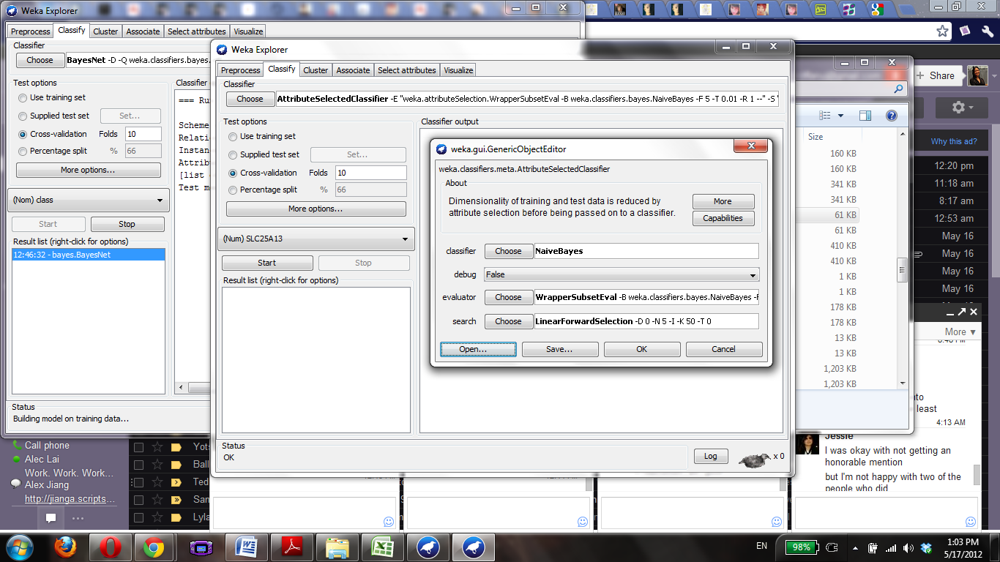 Weka Explorer
Preprocess Classify Cluster Associate Select attributes Visualize
Classifier
Choose BayesNet -D -Q weka.classifiers.bayes.
Test options
Use training set
Supplied test set Set...
Cross-validation Folds 10
Percentage split % 66
More options...
(Nom) class
Start Stop
Result list (right-click for options)
12:46:32 - bayes.BayesNet
Classifier
=== Ru
Scheme
Relatio
Instan
Attrib
[list
Test m
Status
Building model on training data...
Weka Explorer
Preprocess Classify Cluster Associate Select attributes Visualize
Classifier
Choose AttributeSelectedClassifier -E "weka.attributeSelection.WrapperSubsetEval -B weka.classifiers.bayes.NaiveBayes -F 5 -T 0.01 -R 1 --" -S
Test options
Use training set
Supplied test set Set...
Cross-validation Folds 10
Percentage split % 66
More options...
(Num) SLC25A13
Start Stop
Result list (right-click for options)
Classifier output
Status
OK
Log x 0
weka.gui.GenericObjectEditor
weka.classifiers.meta.AttributeSelectedClassifier
About
Dimensionality of training and test data is reduced by
attribute selection before being passed on to a classifier.
More
Capabilities
classifier Choose NaiveBayes
debug False
evaluator Choose WrapperSubsetEval -B weka.classifiers.bayes.NaiveBayes -F
search Choose LinearForwardSelection -D 0 -N 5 -I -K 50 -T 0
Open... Save... OK Cancel
Size
160 KB
160 KB
341 KB
341 KB
61 KB
61 KB
410 KB
410 KB
1 KB
1 KB
178 KB
178 KB
13 KB
13 KB
1,203 KB
1,203 KB
+ Share
Why this ad?
12:20 pm
11:18 am
8:17 am
12:53 am
May 16
May 16
May 16
May 16
More
least
4:13 AM
Jessie
I was okay with not getting an
honorable mention
but I'm not happy with two of the
people who did
Call phone
Alec Lai
Work. Work. Work...
Alex Jiang
http://jianga.scripts...
Yots
Ball
Ted
San
Lyla
EN
98%
1:03 PM
5/17/2012